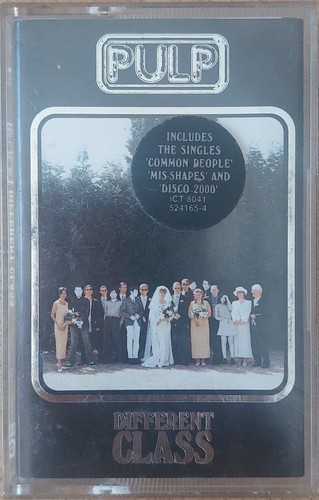 PULP
INCLUDES
THE SINGLES
'COMMON PEOPLE'
'MIS-SHAPES' AND
'DISCO 2000'
ICT 8041
524165-4
DIFFERENT
CLASS